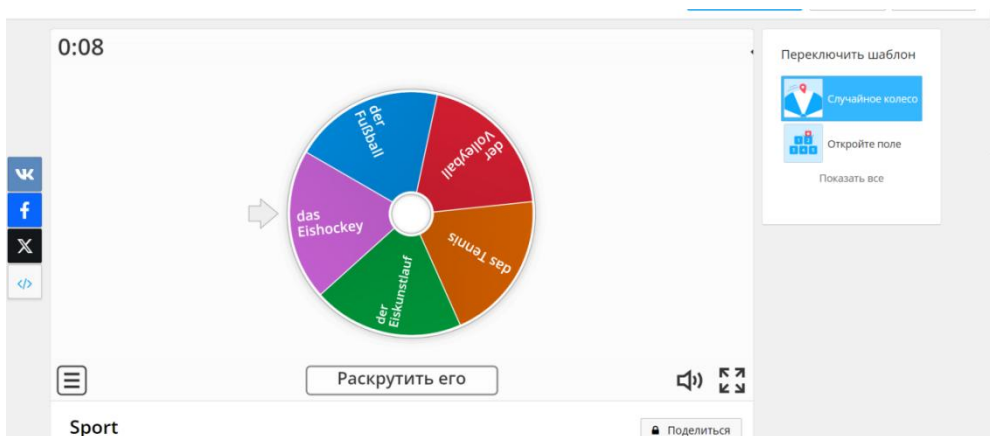 0:08
der
Fußball
der
Volleyball
das
Eishockey
das Tennis
der
Eiskunstlauf
Раскрутить его
Sport
Поделиться
Переключить шаблон
Случайное колесо
Откройте поле
Показать все